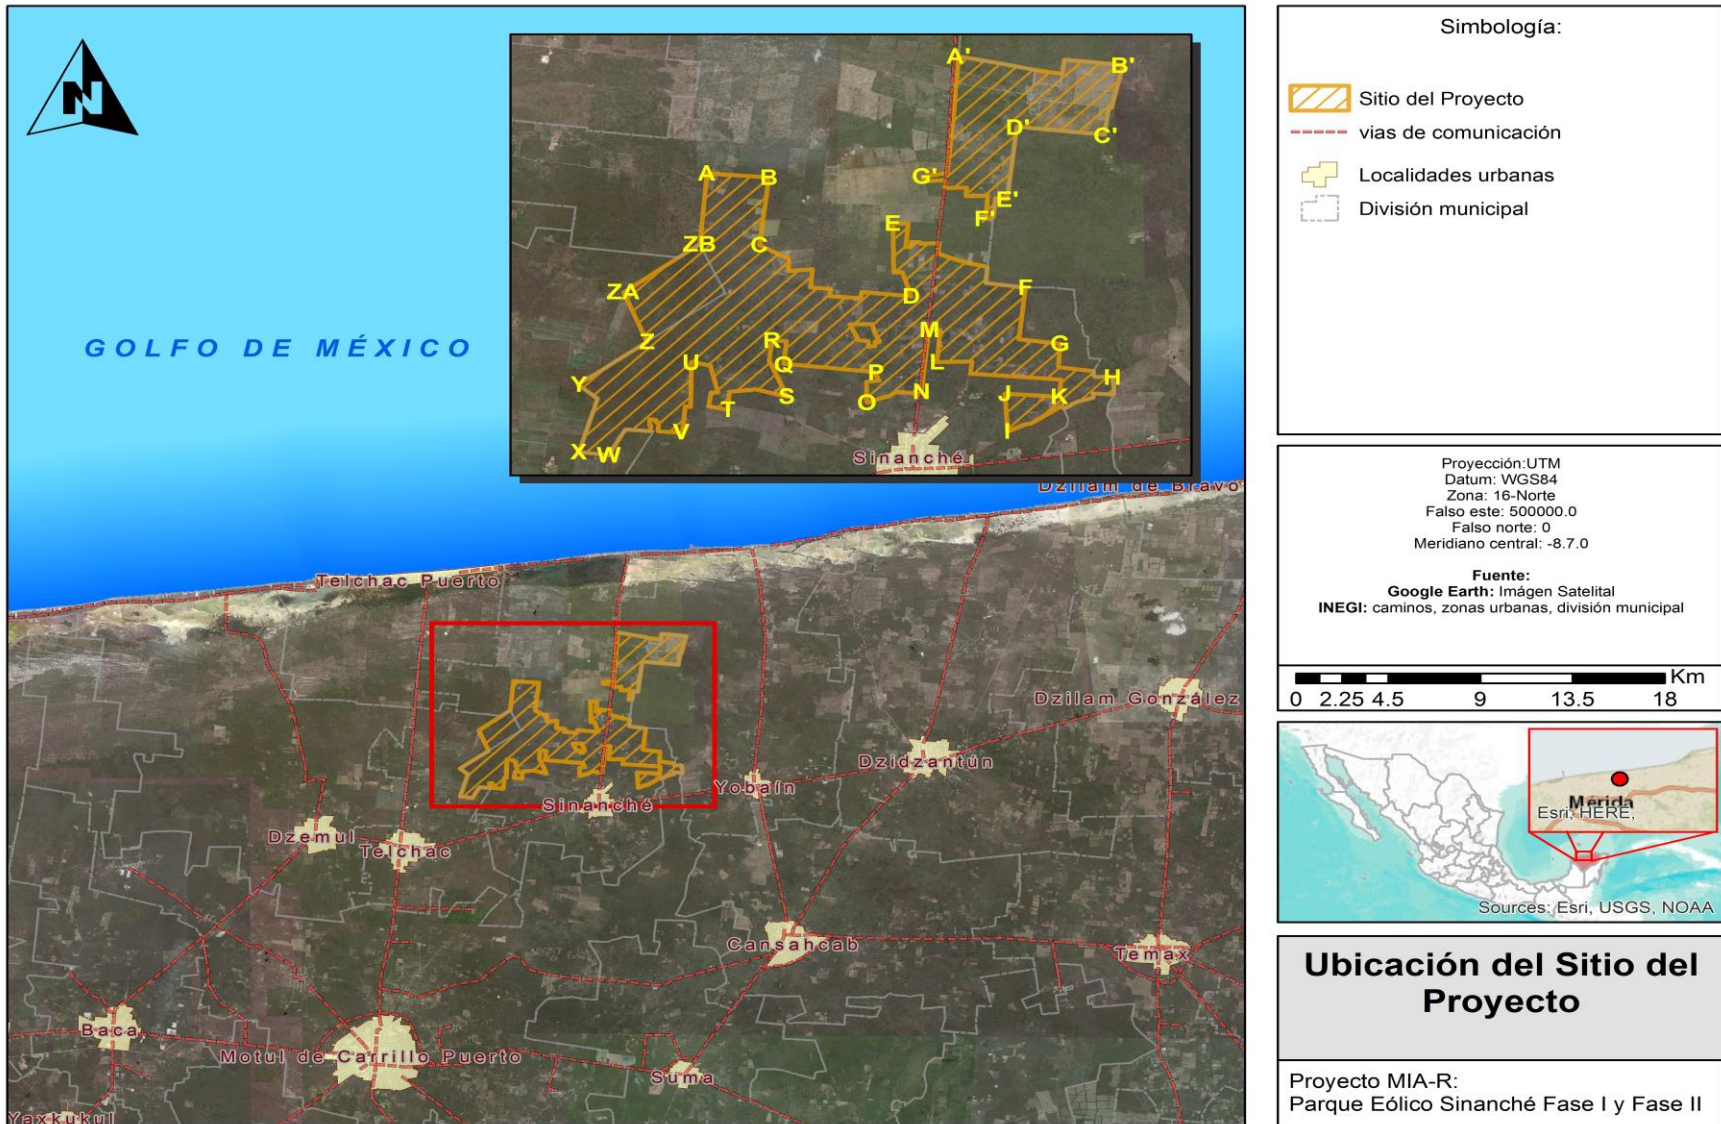 N
GOLFO DE MÉXICO
A'
B'
D'
C'
A
B
G'
E'
F'
E
ZB
C
ZA
D
F
Z
R
M
G
U
Q
P
L
Y
S
O
N
J
K
H
T
V
I
X
W
Sinanché
Dzilam de Bravo
Telchac Puerto
Dzilam González
Dzidzantún
Yobaín
Sinanché
Dzemul
Telchac
Cansahcab
Temax
Baca
Motul de Carrillo Puerto
Suma
Yaxkukul
Simbología:
Sitio del Proyecto
vias de comunicación
Localidades urbanas
División municipal
Proyección:UTM
Datum: WGS84
Zona: 16-Norte
Falso este: 500000.0
Falso norte: 0
Meridiano central: -8.7.0
Fuente:
Google Earth: Imágen Satelital
INEGI: caminos, zonas urbanas, división municipal
Km
0 2.25 4.5 9 13.5 18
Mérida
Esri, HERE,
Sources: Esri, USGS, NOAA
Ubicación del Sitio del
Proyecto
Proyecto MIA-R:
Parque Eólico Sinanché Fase I y Fase II